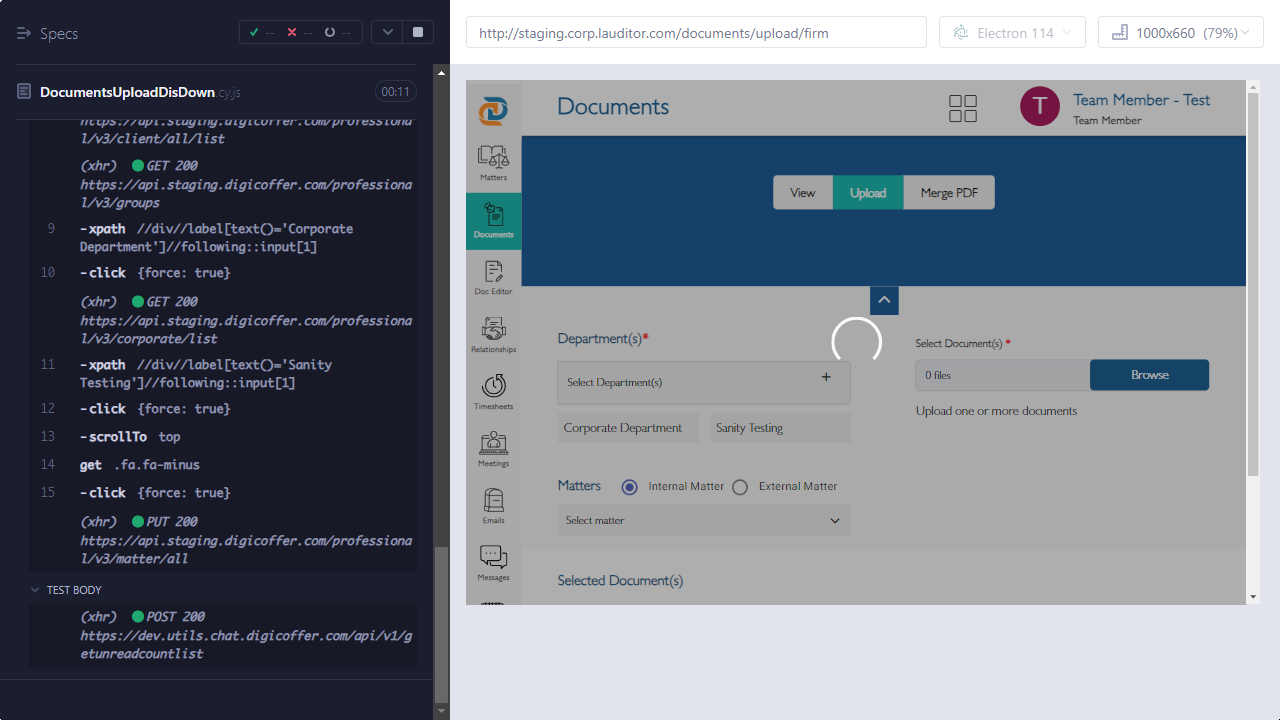 Specs
-- -- --
DocumentsUploadDisDown.cy.js 00:11
https://api.staging.digicoffer.com/professiona
l/v3/client/all/list
(xhr) GET 200
https://api.staging.digicoffer.com/professiona
l/v3/groups
9 -xpath //div//label[text()='Corporate
Department']//following::input[1]
10 -click {force: true}
(xhr) GET 200
https://api.staging.digicoffer.com/professiona
l/v3/corporate/list
11 -xpath //div//label[text()='Sanity
Testing']//following::input[1]
12 -click {force: true}
13 -scrollTo top
14 get .fa.fa-minus
15 -click {force: true}
(xhr) PUT 200
https://api.staging.digicoffer.com/professiona
l/v3/matter/all
TEST BODY
(xhr) POST 200
https://dev.utils.chat.digicoffer.com/api/v1/g
etunreadcountlist
http://staging.corp.lauditor.com/documents/upload/firm
Electron 114
1000x660 (79%)
Documents
T
Team Member - Test
Team Member
Matters
Documents
Doc Editor
Relationships
Timesheets
Meetings
Emails
Messages
View
Upload
Merge PDF
Department(s)*
Select Department(s) +
Corporate Department
Sanity Testing
Select Document(s) *
0 files
Browse
Upload one or more documents
Matters
Internal Matter
External Matter
Select matter
Selected Document(s)